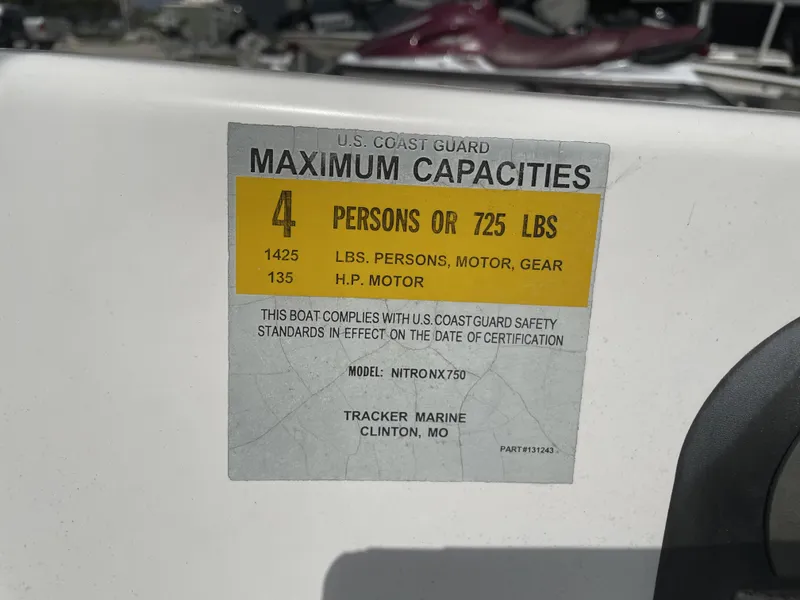 U.S. COAST GUARD
MAXIMUM CAPACITIES
4 PERSONS OR 725 LBS
1425 LBS. PERSONS, MOTOR, GEAR
135 H.P. MOTOR
THIS BOAT COMPLIES WITH U.S. COAST GUARD SAFETY
STANDARDS IN EFFECT ON THE DATE OF CERTIFICATION
MODEL: NITRO NX750
TRACKER MARINE
CLINTON, MO
PART#131243